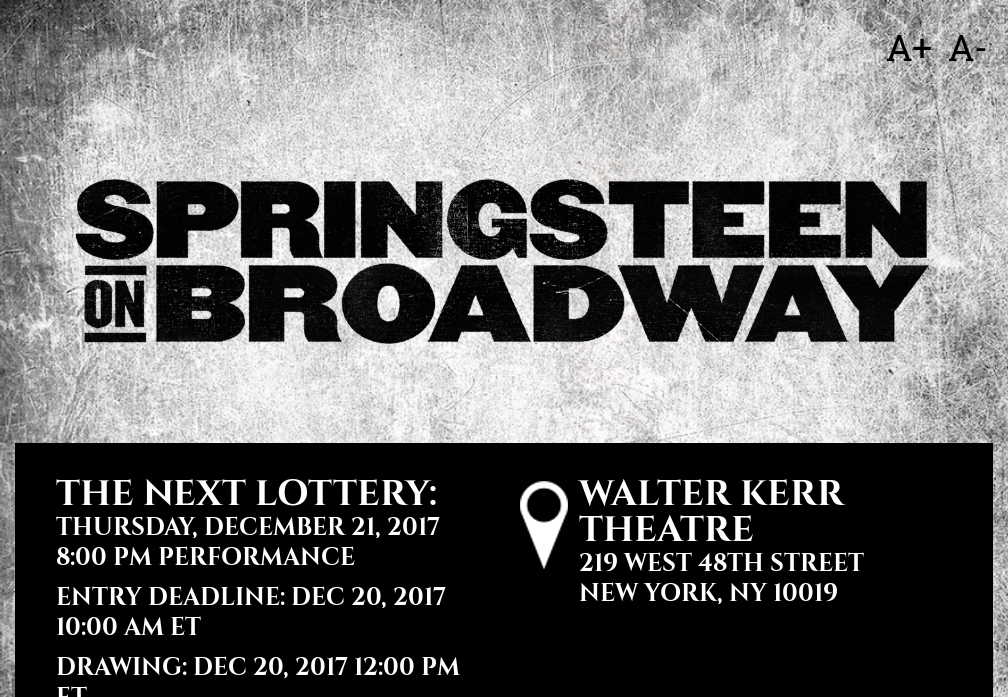 A+ A-
SPRINGSTEEN
ON BROADWAY
THE NEXT LOTTERY:
THURSDAY, DECEMBER 21, 2017
8:00 PM PERFORMANCE
ENTRY DEADLINE: DEC 20, 2017
10:00 AM ET
DRAWING: DEC 20, 2017 12:00 PM
ET
WALTER KERR
THEATRE
219 WEST 48TH STREET
NEW YORK, NY 10019